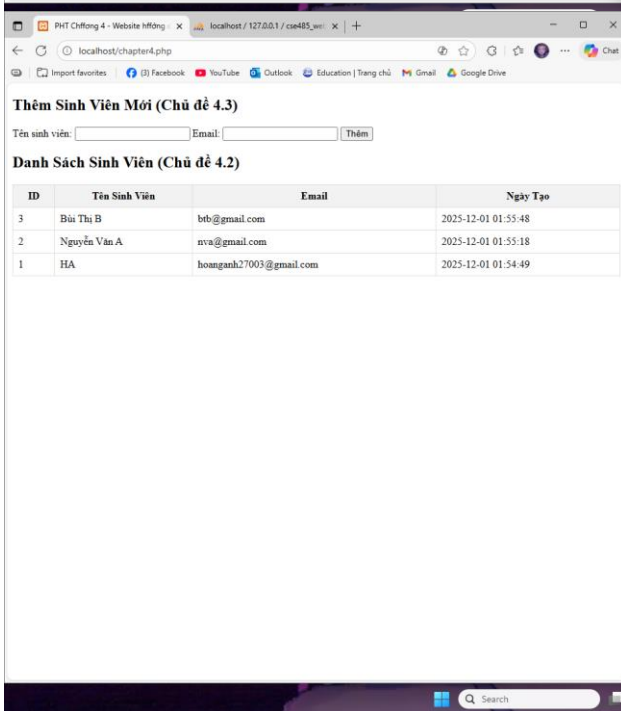 PHT Chffơng 4 - Website hffớng
localhost / 127.0.0.1 / cse485_we
localhost/chapter4.php
Chat
Import favorites (3) Facebook YouTube Outlook Education | Trang chủ Gmail Google Drive
Thêm Sinh Viên Mới (Chủ đề 4.3)
Tên sinh viên: Email: Thêm
Danh Sách Sinh Viên (Chủ đề 4.2)
ID Tên Sinh Viên Email Ngày Tạo
3 Bùi Thị B btb@gmail.com 2025-12-01 01:55:48
2 Nguyễn Văn A nva@gmail.com 2025-12-01 01:55:18
1 HA hoanganh27003@gmail.com 2025-12-01 01:54:49
Search